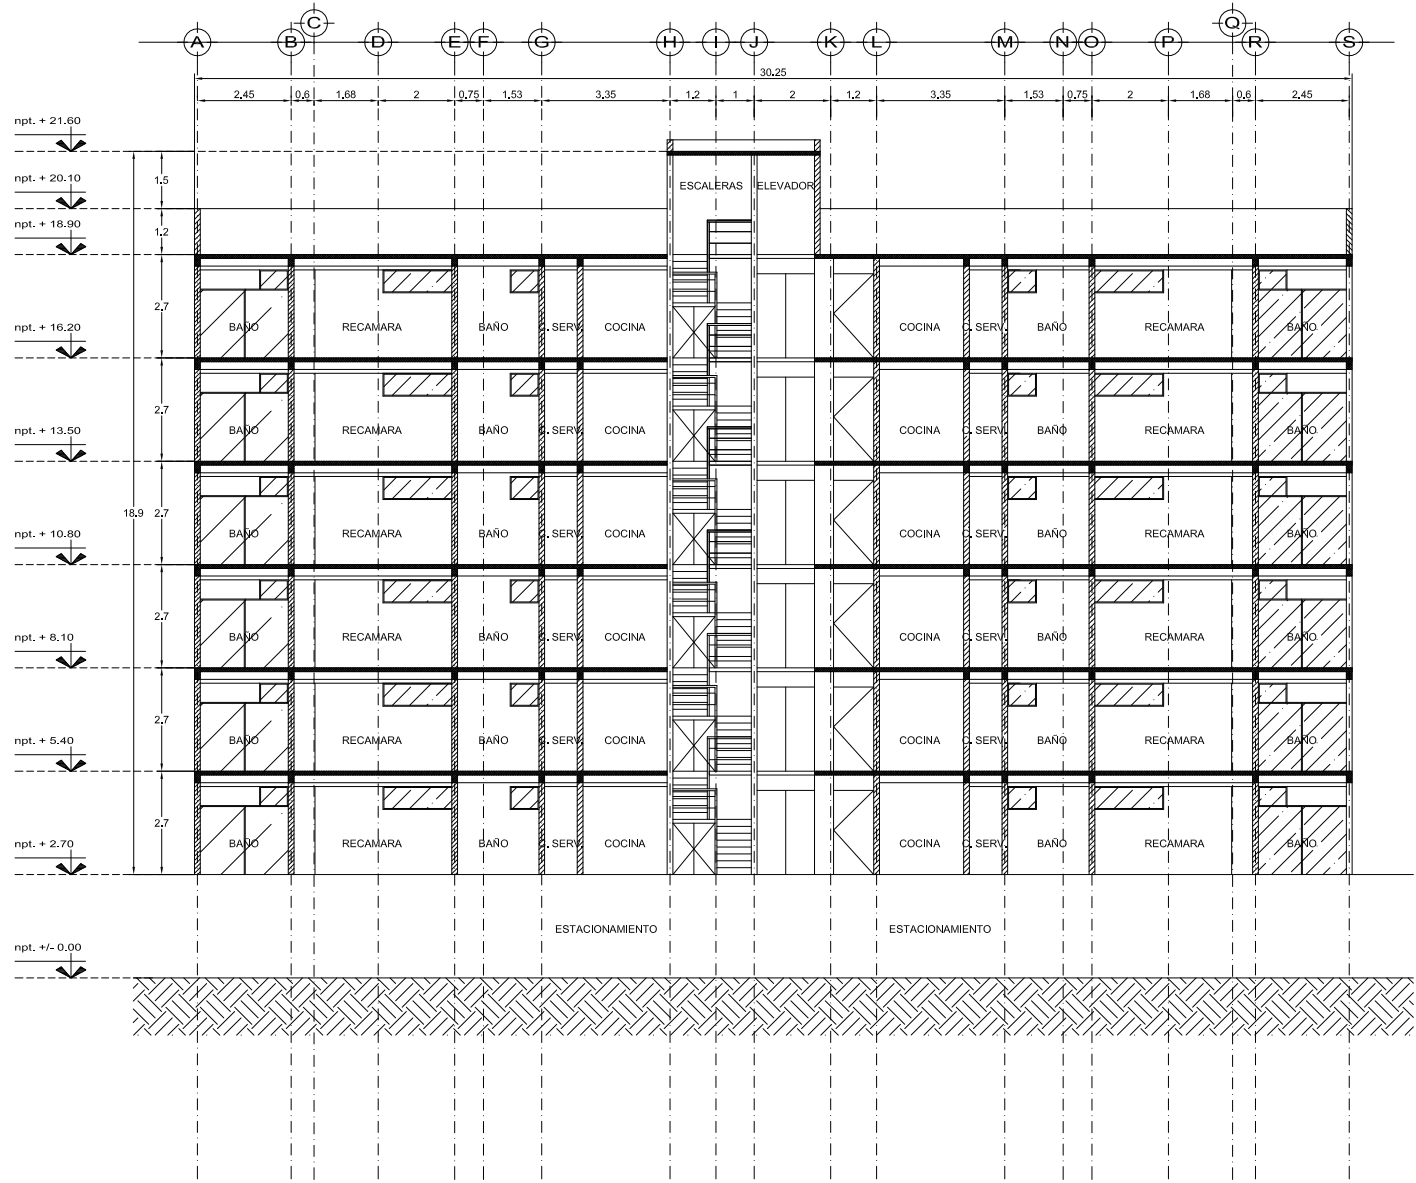 C Q
A B D E F G H I J K L M N O P R S
30.25
2.45 0.6 1.68 2 0.75 1.53 3.35 1.2 1 2 1.2 3.35 1.53 0.75 2 1.68 0.6 2.45
npt. + 21.60
npt. + 20.10
1.5
ESCALERAS ELEVADOR
npt. + 18.90
1.2
2.7
npt. + 16.20
BAÑO RECAMARA BAÑO C. SERV. COCINA COCINA C. SERV. BAÑO RECAMARA BAÑO
2.7
npt. + 13.50
BAÑO RECAMARA BAÑO C. SERV. COCINA COCINA C. SERV. BAÑO RECAMARA BAÑO
18.9 2.7
npt. + 10.80
BAÑO RECAMARA BAÑO C. SERV. COCINA COCINA C. SERV. BAÑO RECAMARA BAÑO
2.7
npt. + 8.10
BAÑO RECAMARA BAÑO C. SERV. COCINA COCINA C. SERV. BAÑO RECAMARA BAÑO
2.7
npt. + 5.40
BAÑO RECAMARA BAÑO C. SERV. COCINA COCINA C. SERV. BAÑO RECAMARA BAÑO
2.7
npt. + 2.70
BAÑO RECAMARA BAÑO C. SERV. COCINA COCINA C. SERV. BAÑO RECAMARA BAÑO
ESTACIONAMIENTO ESTACIONAMIENTO
npt. +/- 0.00